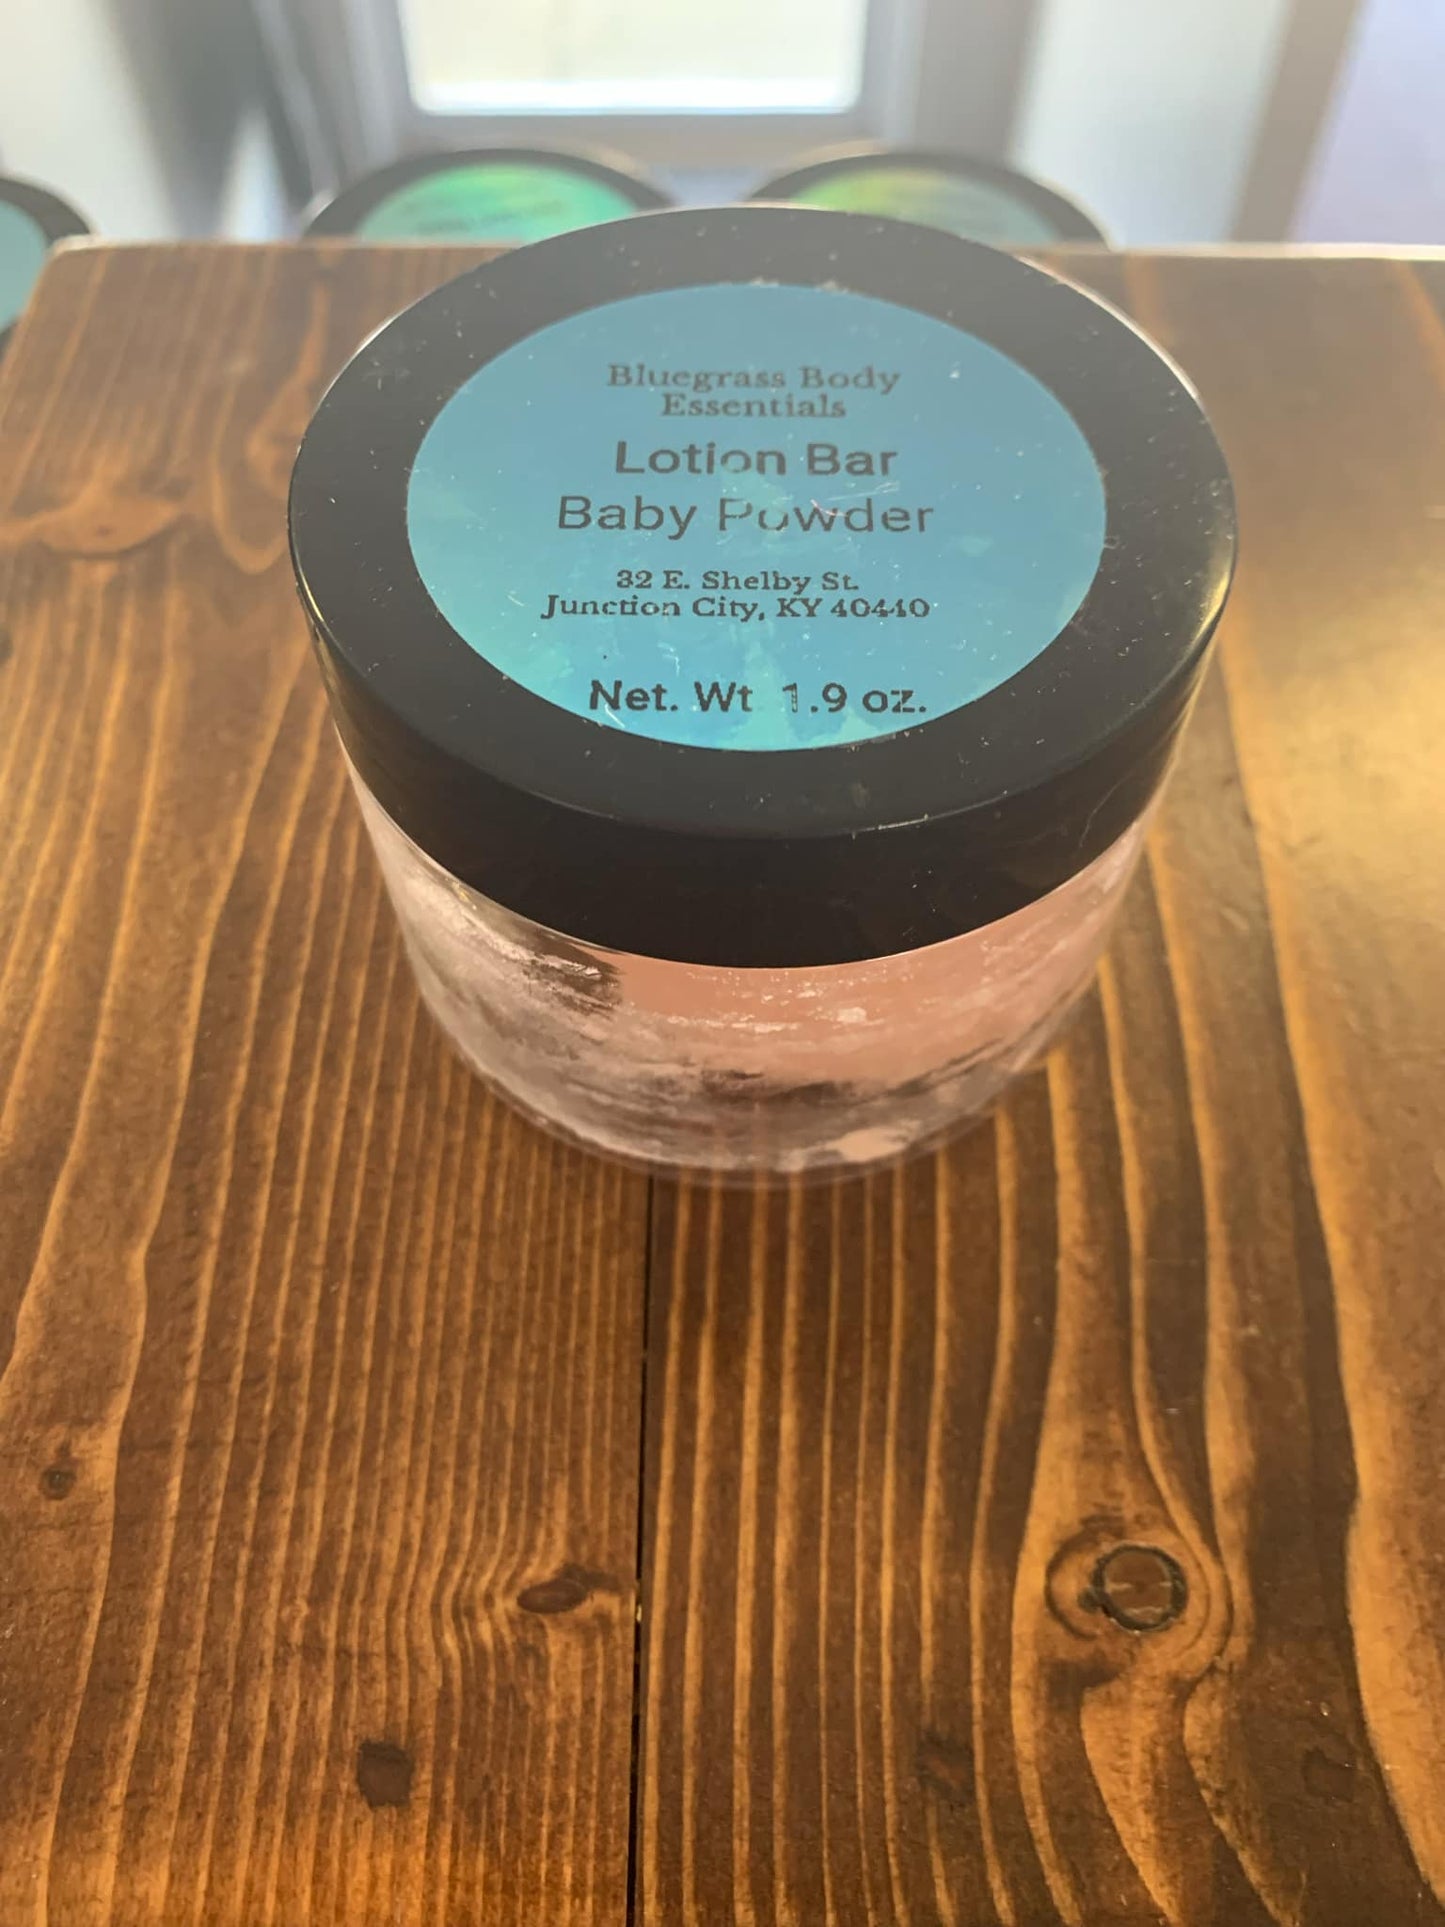 Bluegrass Body
Essentials
Lotion Bar
Baby Powder
32 E. Shelby St.
Junction City, KY 40440
Net. Wt 1.9 oz.